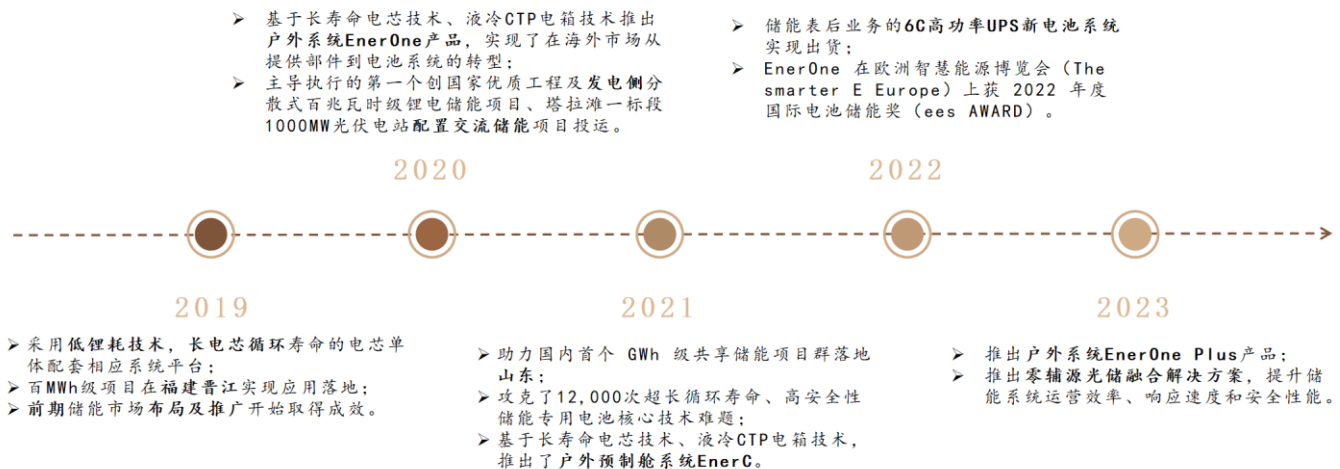 ➢ 基于长寿命电芯技术、液冷CTP电箱技术推出
户外系统EnerOne产品，实现了在海外市场从
提供部件到电池系统的转型；
➢ 主导执行的第一个创国家优质工程及发电侧分
散式百兆瓦时级锂电储能项目、塔拉滩一标段
1000MW光伏电站配置交流储能项目投运。
2020
➢ 储能表后业务的6C高功率UPS新电池系统
实现出货；
➢ EnerOne 在欧洲智慧能源博览会（The
smarter E Europe）上获 2022 年度
国际电池储能奖（ees AWARD）。
2022
2019
➢ 采用低锂耗技术，长电芯循环寿命的电芯单
体配套相应系统平台；
➢ 百MWh级项目在福建晋江实现应用落地；
➢ 前期储能市场布局及推广开始取得成效。
2021
➢ 助力国内首个 GWh 级共享储能项目群落地
山东；
➢ 攻克了12,000次超长循环寿命、高安全性
储能专用电池核心技术难题；
➢ 基于长寿命电芯技术、液冷CTP电箱技术，
推出了户外预制舱系统EnerC。
2023
➢ 推出户外系统EnerOne Plus产品；
➢ 推出零辅源光储融合解决方案，提升储
能系统运营效率、响应速度和安全性能。